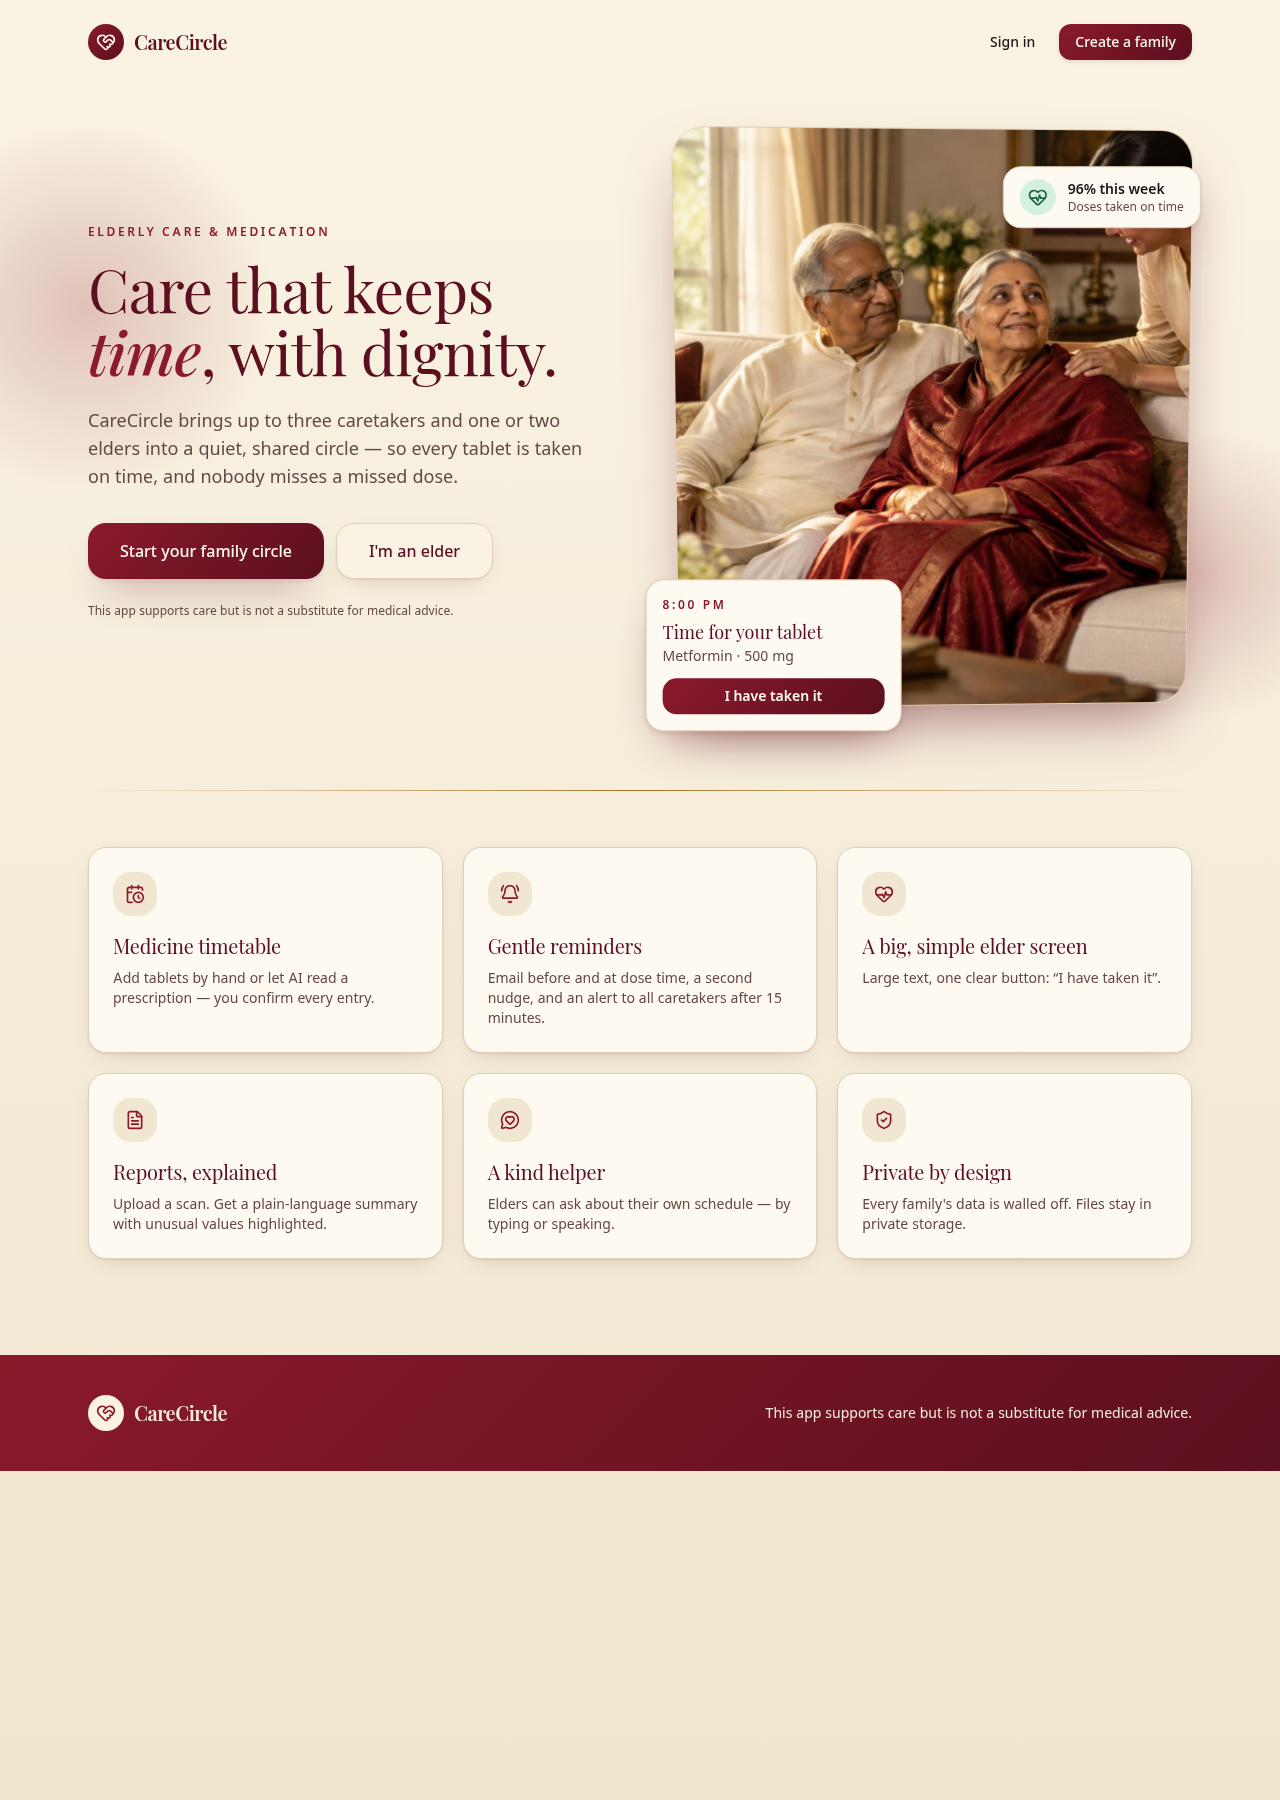 CareCircle
Sign in
Create a family
ELDERLY CARE & MEDICATION
Care that keeps
time, with dignity.
CareCircle brings up to three caretakers and one or two
elders into a quiet, shared circle — so every tablet is taken
on time, and nobody misses a missed dose.
Start your family circle
I'm an elder
This app supports care but is not a substitute for medical advice.
96% this week
Doses taken on time
8:00 PM
Time for your tablet
Metformin · 500 mg
I have taken it
Medicine timetable
Add tablets by hand or let AI read a
prescription — you confirm every entry.
Gentle reminders
Email before and at dose time, a second
nudge, and an alert to all caretakers after 15
minutes.
A big, simple elder screen
Large text, one clear button: “I have taken it”.
Reports, explained
Upload a scan. Get a plain-language summary
with unusual values highlighted.
A kind helper
Elders can ask about their own schedule — by
typing or speaking.
Private by design
Every family's data is walled off. Files stay in
private storage.
CareCircle
This app supports care but is not a substitute for medical advice.